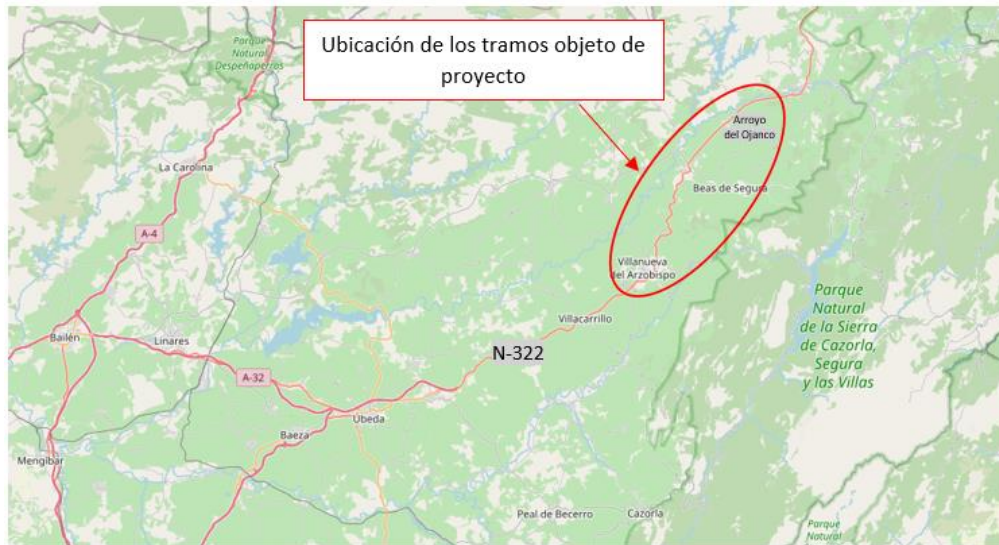 Parque
Natural
Despeñaperros
Ubicación de los tramos objeto de
proyecto
Arroyo
del Ojanco
La Carolina
Beas de Segura
A-4
Villanueva
del Arzobispo
Parque
Natural
de la Sierra
de Cazorla,
Segura
y las Villas
Villacarrillo
Bailén
Linares
N-322
A-32
Úbeda
Baeza
Mengíbar
Peal de Becerro
Cazorla
Parque
Natural